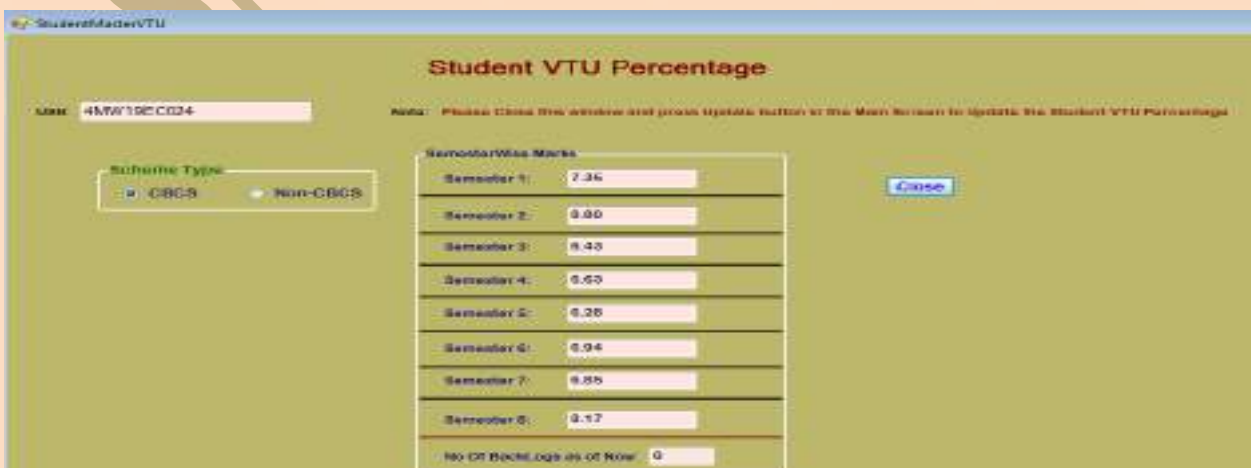 StudentMasterVTU
Student VTU Percentage
USN 4MW19EC024
Note: Please Close this window and press Update button in the Main Screen to Update the Student VTU Percentage
Scheme Type
CBCS Non-CBCS
SemesterWise Marks
Semester 1:
Close
Semester 2:
Semester 3:
Semester 4:
Semester 5:
Semester 6:
Semester 7:
Semester 8:
No Of BackLogs as of Now 0